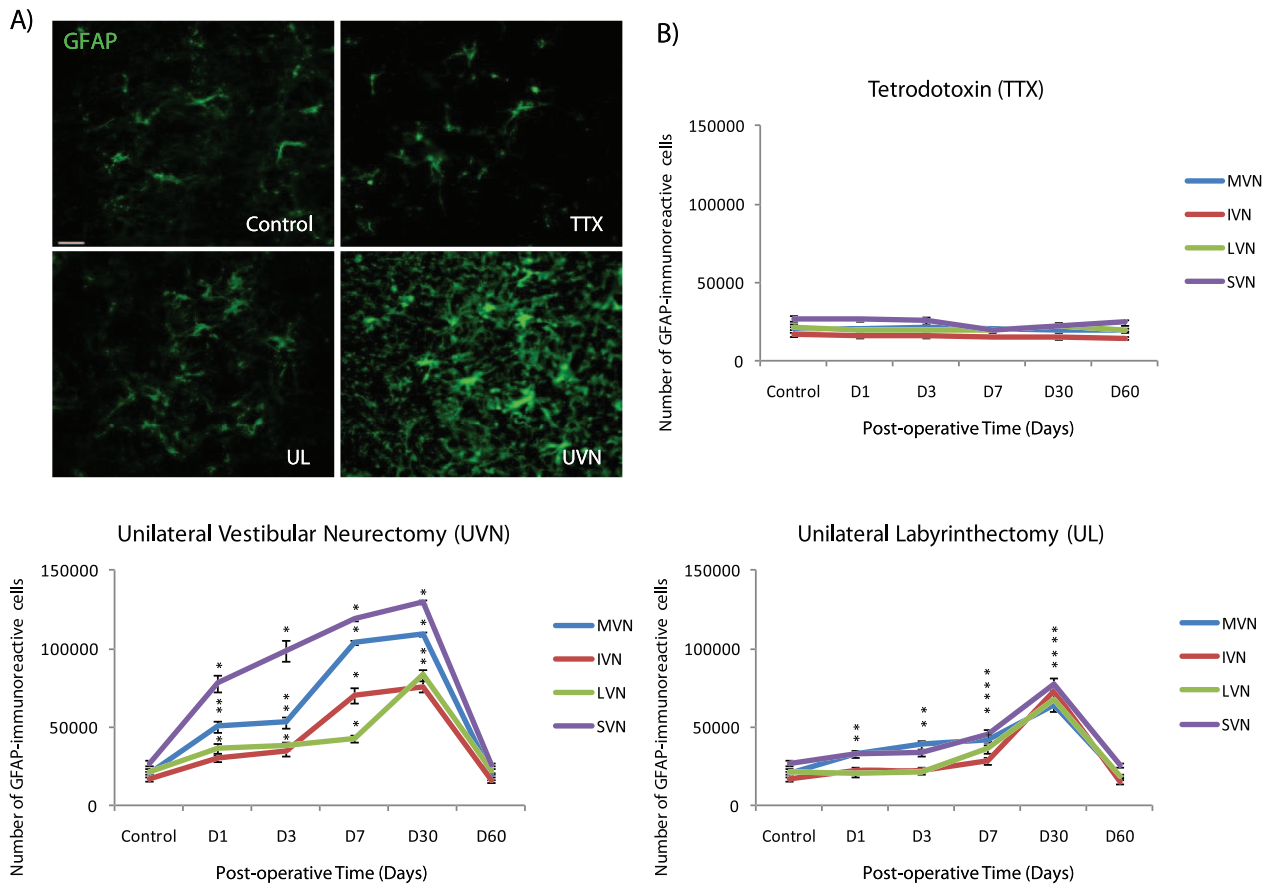 A)
GFAP
Control
TTX
UL
UVN
B)
Tetrodotoxin (TTX)
Number of GFAP-immunoreactive cells
150000
100000
50000
0
Control D1 D3 D7 D30 D60
Post-operative Time (Days)
MVN
IVN
LVN
SVN
Unilateral Vestibular Neurectomy (UVN)
Number of GFAP-immunoreactive cells
150000
100000
50000
0
Control D1 D3 D7 D30 D60
Post-operative Time (Days)
MVN
IVN
LVN
SVN
Unilateral Labyrinthectomy (UL)
Number of GFAP-immunoreactive cells
150000
100000
50000
0
Control D1 D3 D7 D30 D60
Post-operative Time (Days)
MVN
IVN
LVN
SVN